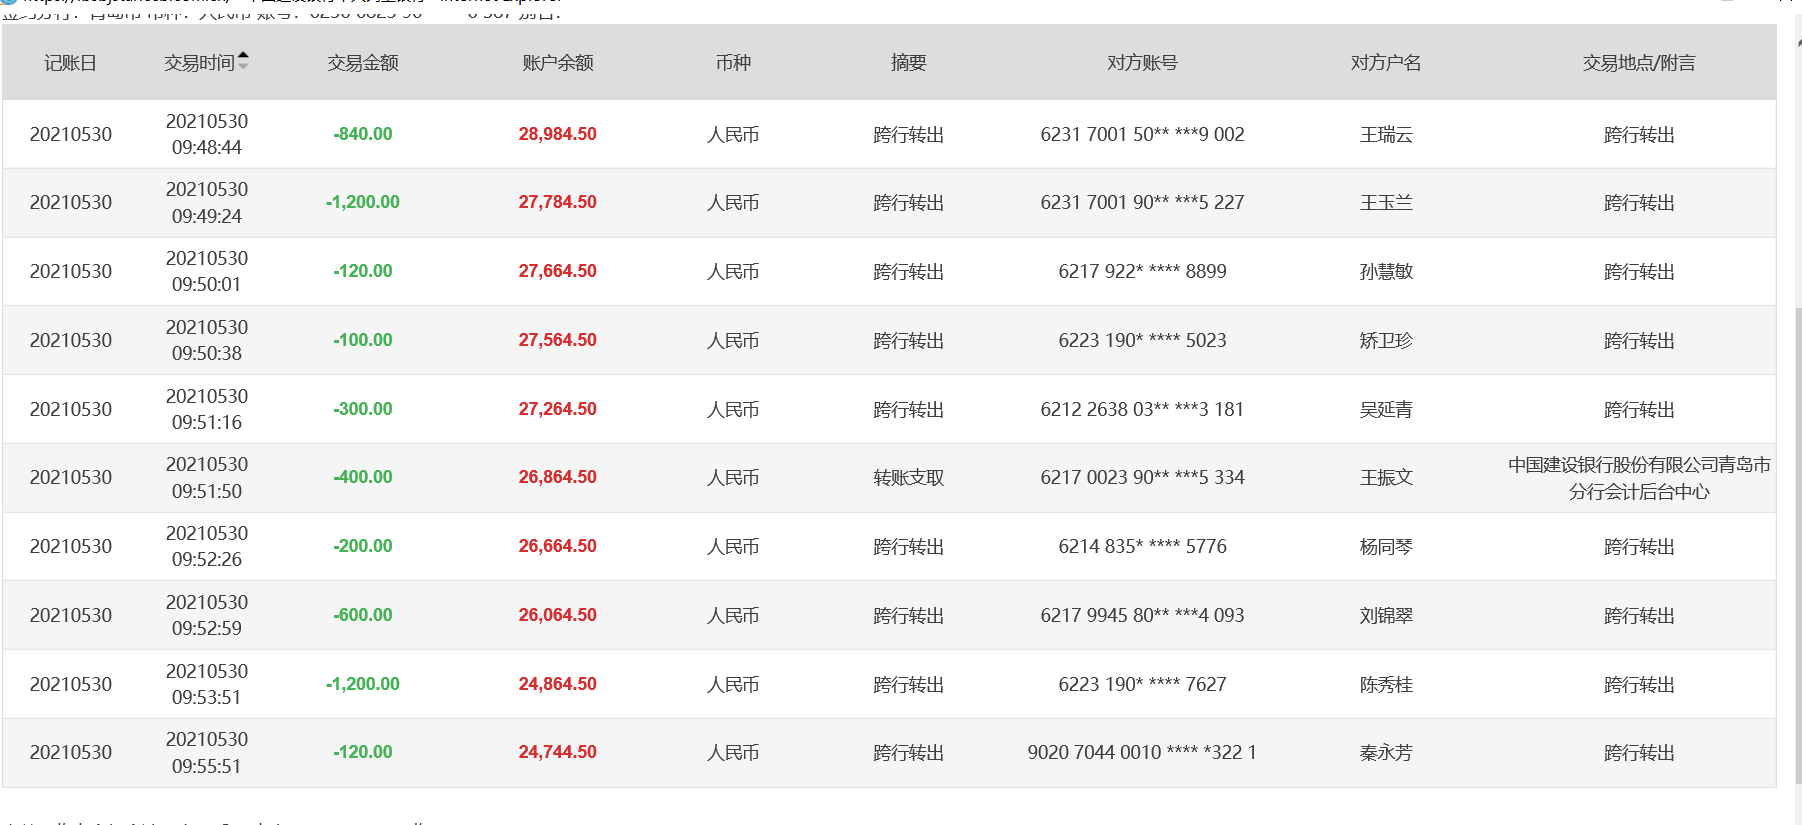 记账日 交易时间 交易金额 账户余额 币种 摘要 对方账号 对方户名 交易地点/附言
20210530 20210530 09:48:44 -840.00 28,984.50 人民币 跨行转出 6231 7001 50** ***9 002 王瑞云 跨行转出
20210530 20210530 09:49:24 -1,200.00 27,784.50 人民币 跨行转出 6231 7001 90** ***5 227 王玉兰 跨行转出
20210530 20210530 09:50:01 -120.00 27,664.50 人民币 跨行转出 6217 922* **** 8899 孙慧敏 跨行转出
20210530 20210530 09:50:38 -100.00 27,564.50 人民币 跨行转出 6223 190* **** 5023 矫卫珍 跨行转出
20210530 20210530 09:51:16 -300.00 27,264.50 人民币 跨行转出 6212 2638 03** ***3 181 吴延青 跨行转出
20210530 20210530 09:51:50 -400.00 26,864.50 人民币 转账支取 6217 0023 90** ***5 334 王振文 中国建设银行股份有限公司青岛市分行会计后台中心
20210530 20210530 09:52:26 -200.00 26,664.50 人民币 跨行转出 6214 835* **** 5776 杨同琴 跨行转出
20210530 20210530 09:52:59 -600.00 26,064.50 人民币 跨行转出 6217 9945 80** ***4 093 刘锦翠 跨行转出
20210530 20210530 09:53:51 -1,200.00 24,864.50 人民币 跨行转出 6223 190* **** 7627 陈秀桂 跨行转出
20210530 20210530 09:55:51 -120.00 24,744.50 人民币 跨行转出 9020 7044 0010 **** *322 1 秦永芳 跨行转出